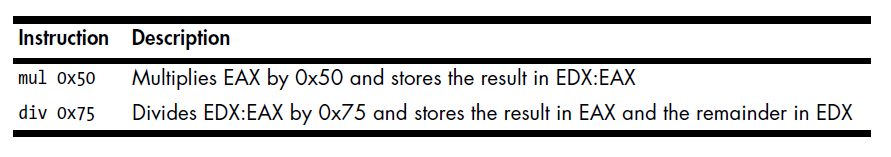 Instruction Description
mul 0x50 Multiplies EAX by 0x50 and stores the result in EDX:EAX
div 0x75 Divides EDX:EAX by 0x75 and stores the result in EAX and the remainder in EDX